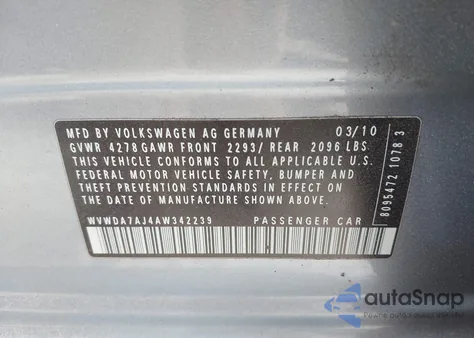 MFD BY VOLKSWAGEN AG GERMANY 03/10
GVWR 4278 GAWR FRONT 2293/ REAR 2096 LBS
THIS VEHICLE CONFORMS TO ALL APPLICABLE U.S.
FEDERAL MOTOR VEHICLE SAFETY, BUMPER AND
THEFT PREVENTION STANDARDS IN EFFECT ON
THE DATE OF MANUFACTURE SHOWN ABOVE.
WVWDA7AJ4AW342239 PASSENGER CAR
8095472 1078 3
autoSnap